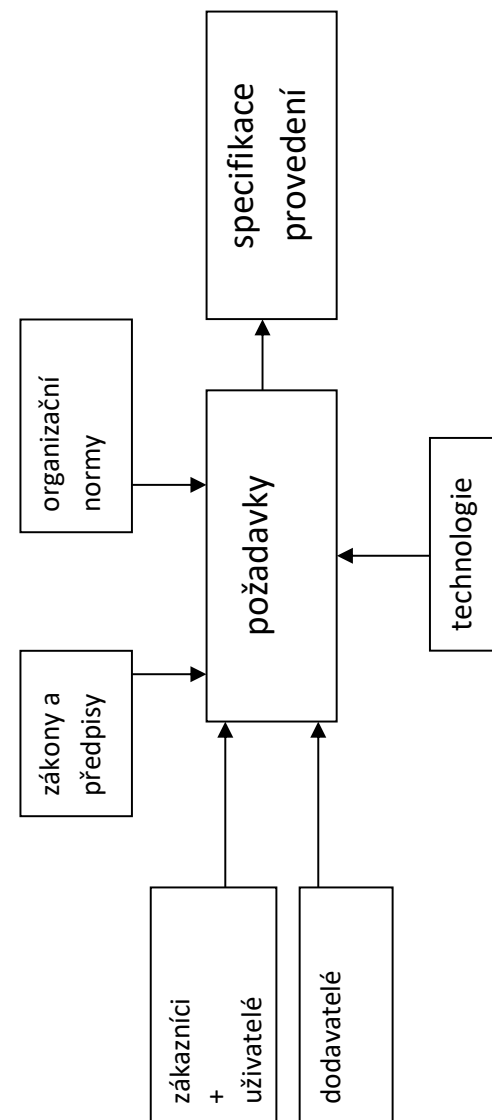 zákony a
předpisy
organizační
normy
zákazníci
+
uživatelé
požadavky
specifikace
provedení
dodavatelé
technologie